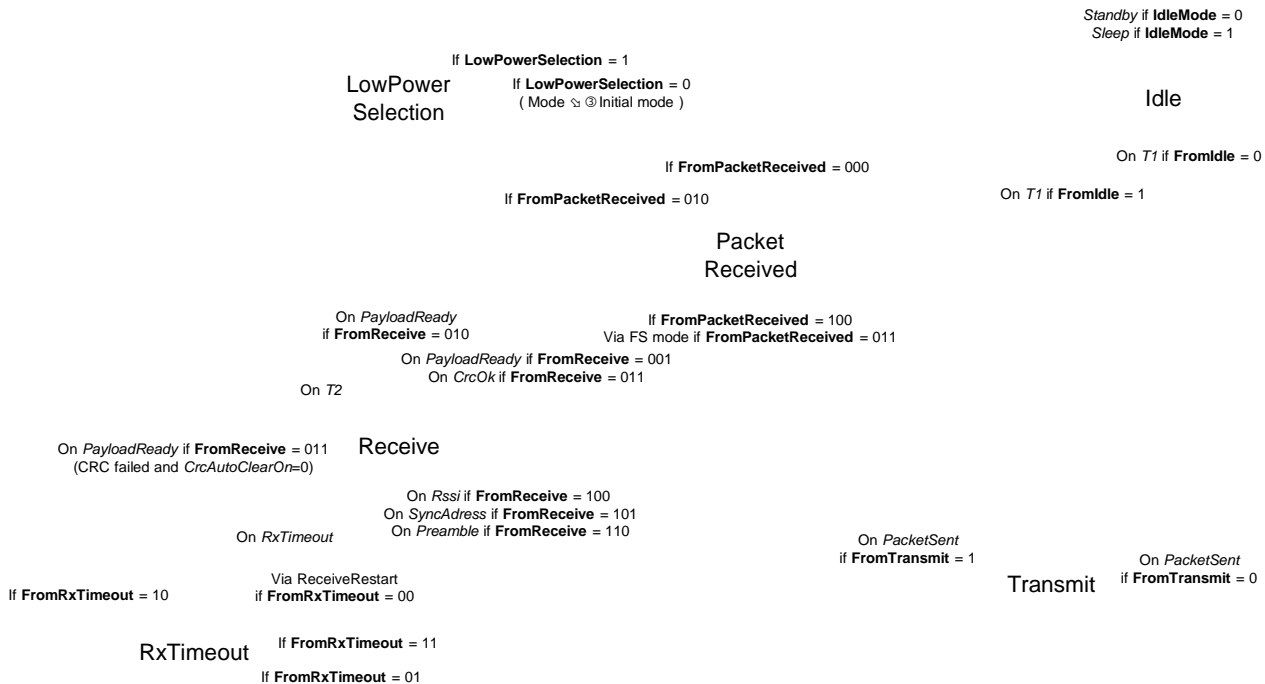 Standby if IdleMode = 0
Sleep if IdleMode = 1
If LowPowerSelection = 1
LowPower
Selection
If LowPowerSelection = 0
( Mode ⇘ ③ Initial mode )
Idle
On T1 if FromIdle = 0
If FromPacketReceived = 000
On T1 if FromIdle = 1
If FromPacketReceived = 010
Packet
Received
On PayloadReady
if FromReceive = 010
If FromPacketReceived = 100
Via FS mode if FromPacketReceived = 011
On PayloadReady if FromReceive = 001
On CrcOk if FromReceive = 011
On T2
On PayloadReady if FromReceive = 011
(CRC failed and CrcAutoClearOn=0)
Receive
On Rssi if FromReceive = 100
On SyncAdress if FromReceive = 101
On Preamble if FromReceive = 110
On RxTimeout
On PacketSent
if FromTransmit = 1
Transmit
On PacketSent
if FromTransmit = 0
If FromRxTimeout = 10
Via ReceiveRestart
if FromRxTimeout = 00
RxTimeout
If FromRxTimeout = 11
If FromRxTimeout = 01